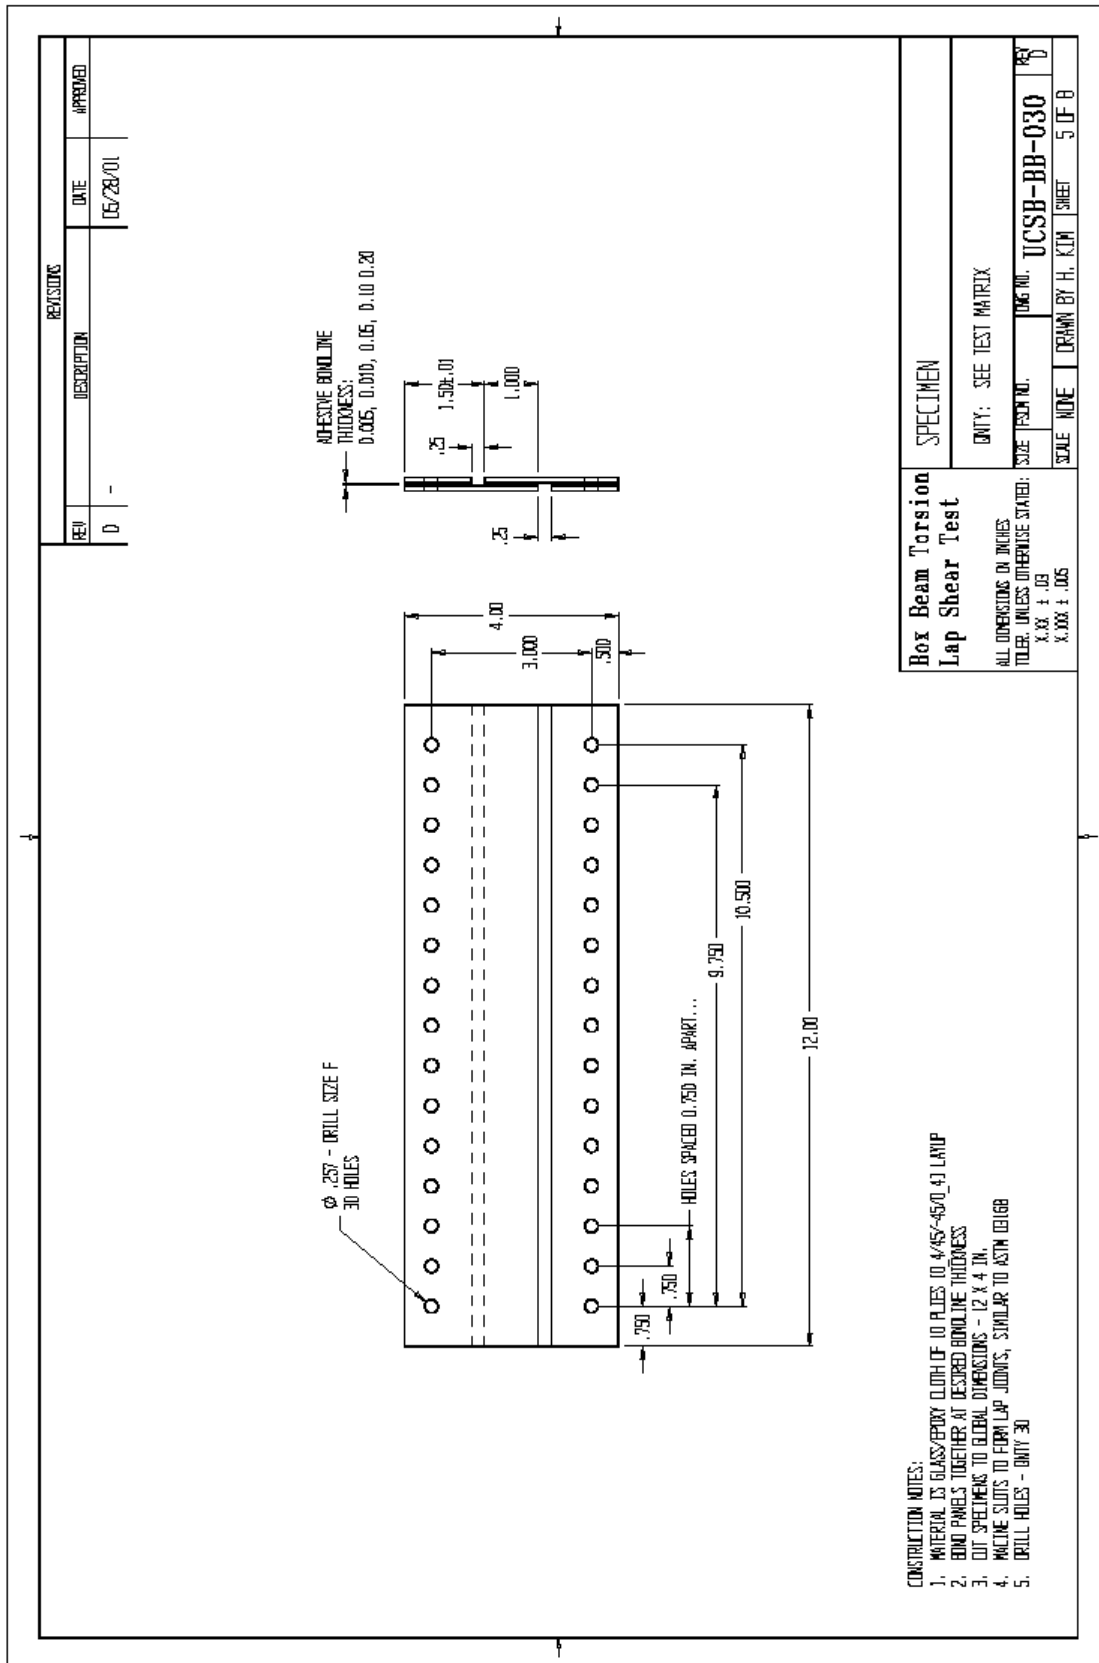 REVISIONS
REV DESCRIPTION DATE APPROVED
D - 05/28/01
ADHESIVE BONDLINE
THICKNESS:
0.005, 0.010, 0.05, 0.10 0.20
.25
1.50±.01
1.000
.25
Ø .257 - DRILL SIZE F
30 HOLES
4.00
3.000
.500
.750
.750
HOLES SPACED 0.750 IN. APART...
9.750
10.500
12.00
CONSTRUCTION NOTES:
1. MATERIAL IS GLASS/EPOXY CLOTH OF 10 PLIES [0_4/45/-45/0_4] LAYUP
2. BOND PANELS TOGETHER AT DESIRED BONDLINE THICKNESS
3. CUT SPECIMENS TO GLOBAL DIMENSIONS - 12 X 4 IN.
4. MACINE SLOTS TO FORM LAP JOINTS, SIMILAR TO ASTM D3168
5. DRILL HOLES - QNTY 30
Box Beam Torsion
Lap Shear Test
ALL DIMENSIONS IN INCHES
TOLER. UNLESS OTHERWISE STATED:
X.XX ± .03
X.XXX ± .005
SPECIMEN
QNTY: SEE TEST MATRIX
SIZE FSCM NO. DWG NO. UCSB-BB-030 REV D
SCALE NONE DRAWN BY H. KIM SHEET 5 OF 8